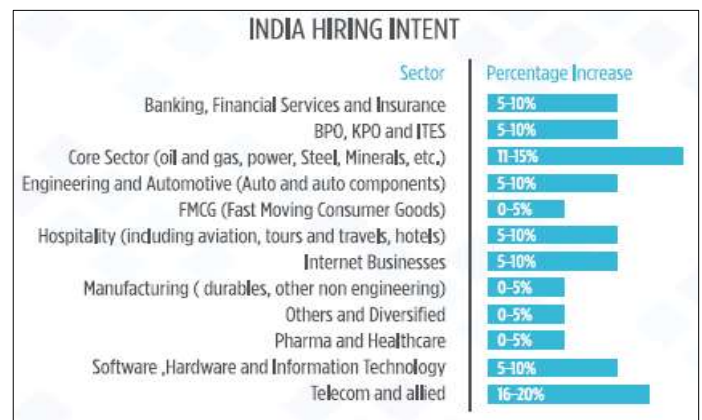 INDIA HIRING INTENT
Sector Percentage Increase
Banking, Financial Services and Insurance 5-10%
BPO, KPO and ITES 5-10%
Core Sector (oil and gas, power, Steel, Minerals, etc.) 11-15%
Engineering and Automotive (Auto and auto components) 5-10%
FMCG (Fast Moving Consumer Goods) 0-5%
Hospitality (including aviation, tours and travels, hotels) 5-10%
Internet Businesses 5-10%
Manufacturing ( durables, other non engineering) 0-5%
Others and Diversified 0-5%
Pharma and Healthcare 0-5%
Software ,Hardware and Information Technology 5-10%
Telecom and allied 16-20%